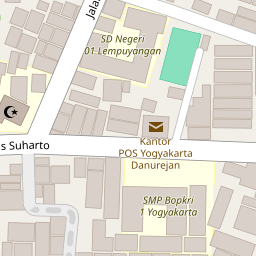 Jala
SD Negeri
01 Lempuyangan
s Suharto
Kantor
POS Yogyakarta
Danurejan
SMP Bopkri
1 Yogyakarta